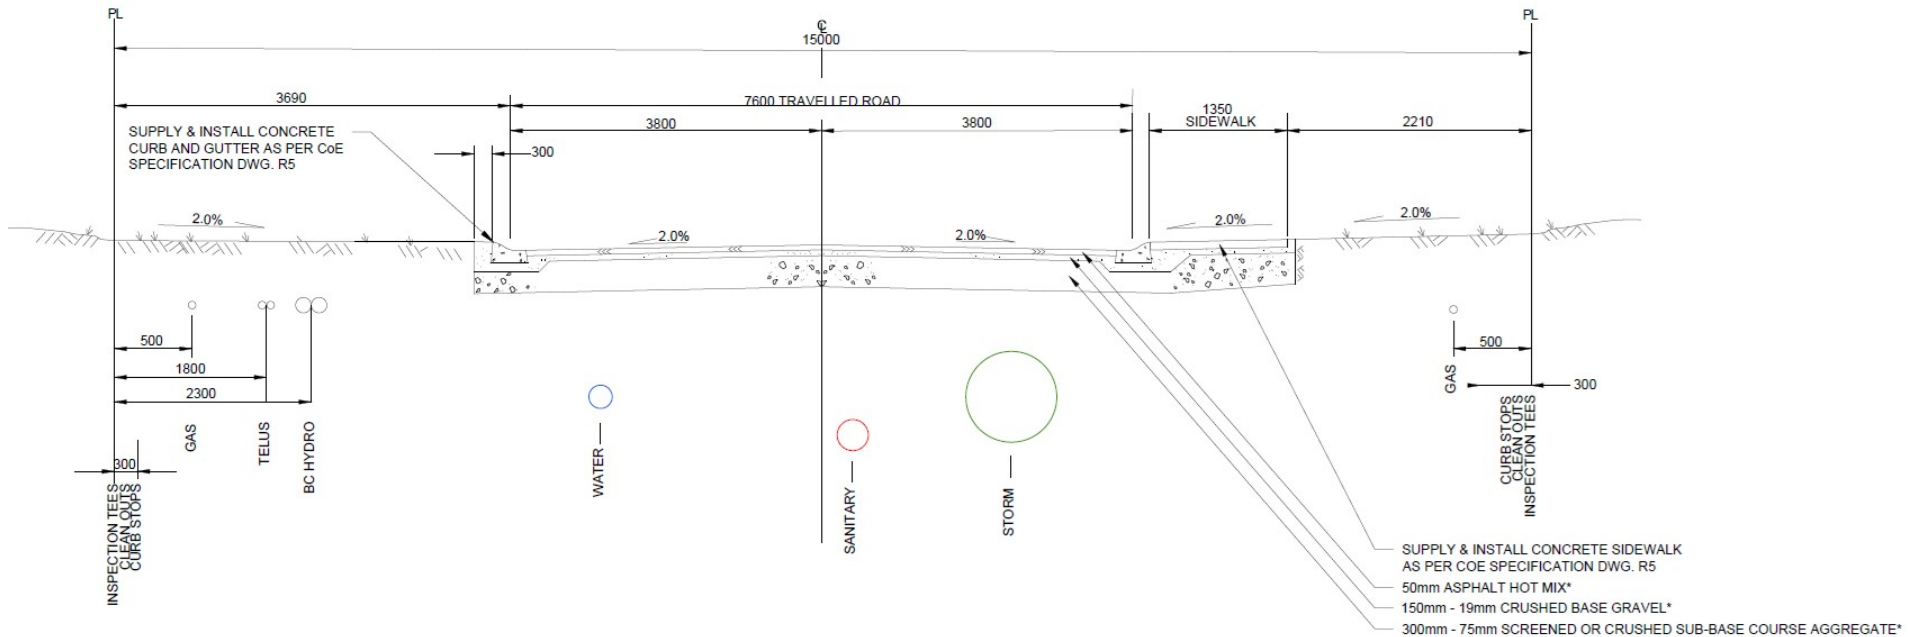 PL
℄
PL
15000
3690
7600 TRAVELLED ROAD
1350
SIDEWALK
2210
3800
3800
SUPPLY & INSTALL CONCRETE
CURB AND GUTTER AS PER CoE
SPECIFICATION DWG. R5
300
2.0%
2.0%
2.0%
2.0%
2.0%
500
1800
2300
GAS
TELUS
BC HYDRO
300
INSPECTION TEES
CLEAN OUTS
CURB STOPS
WATER
SANITARY
STORM
500
GAS
300
CURB STOPS
CLEAN OUTS
INSPECTION TEES
SUPPLY & INSTALL CONCRETE SIDEWALK
AS PER COE SPECIFICATION DWG. R5
50mm ASPHALT HOT MIX*
150mm - 19mm CRUSHED BASE GRAVEL*
300mm - 75mm SCREENED OR CRUSHED SUB-BASE COURSE AGGREGATE*